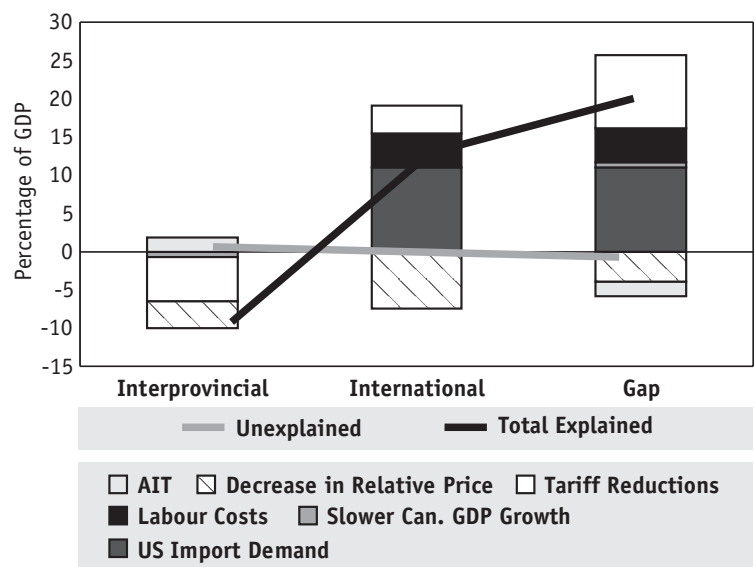 Percentage of GDP
30
25
20
15
10
5
0
-5
-10
-15
Interprovincial International Gap
Unexplained Total Explained
AIT Decrease in Relative Price Tariff Reductions
Labour Costs Slower Can. GDP Growth
US Import Demand